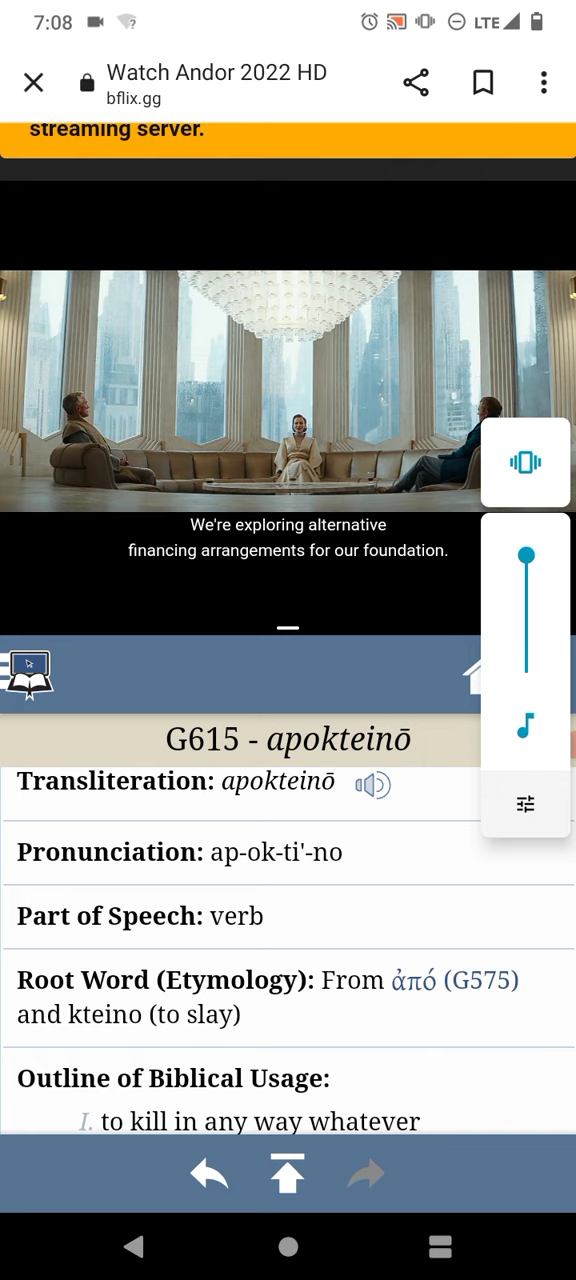 7:08
?
LTE
Watch Andor 2022 HD
bflix.gg
streaming server.
We're exploring alternative
financing arrangements for our foundation.
G615 - apokteinō
Transliteration: apokteinō
Pronunciation: ap-ok-ti'-no
Part of Speech: verb
Root Word (Etymology): From ἀπό (G575)
and kteino (to slay)
Outline of Biblical Usage:
I. to kill in any way whatever